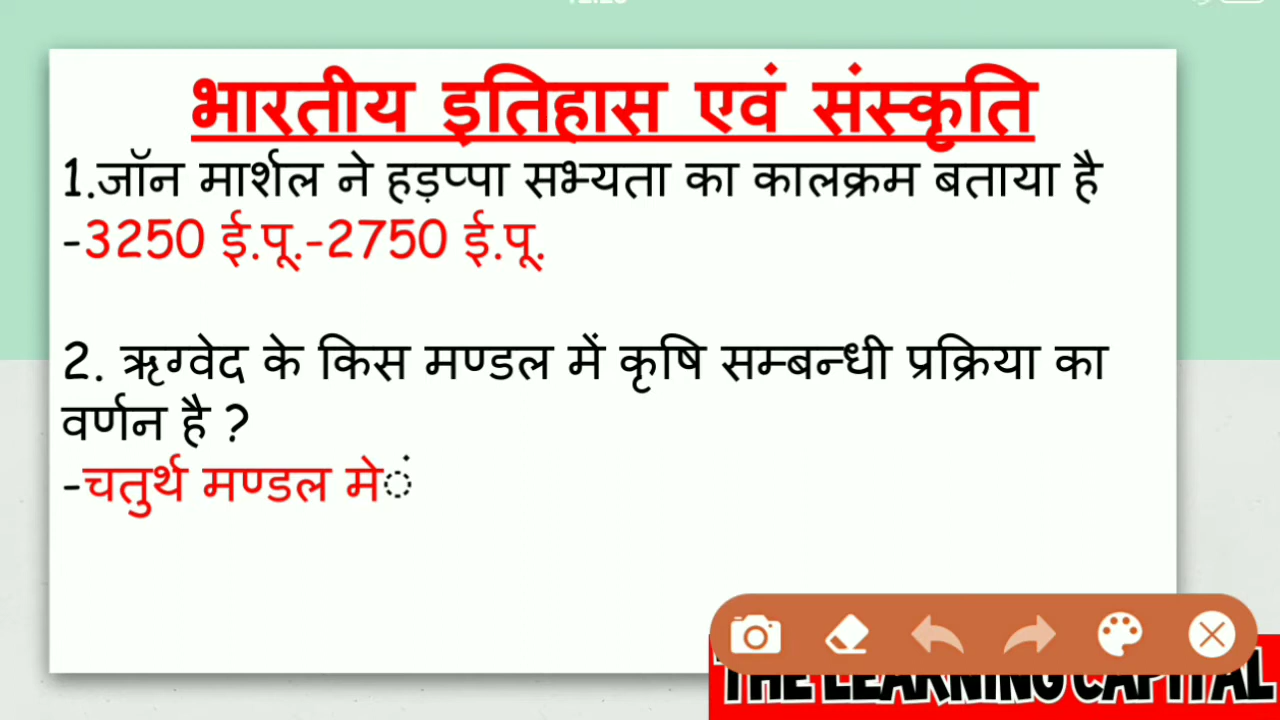 भारतीय इतिहास एवं संस्कृति
1.जॉन मार्शल ने हड़प्पा सभ्यता का कालक्रम बताया है
-3250 ई.पू.-2750 ई.पू.
2. ऋग्वेद के किस मण्डल में कृषि सम्बन्धी प्रक्रिया का
वर्णन है ?
-चतुर्थ मण्डल मे◌ं
THE LEARNING CAPITAL